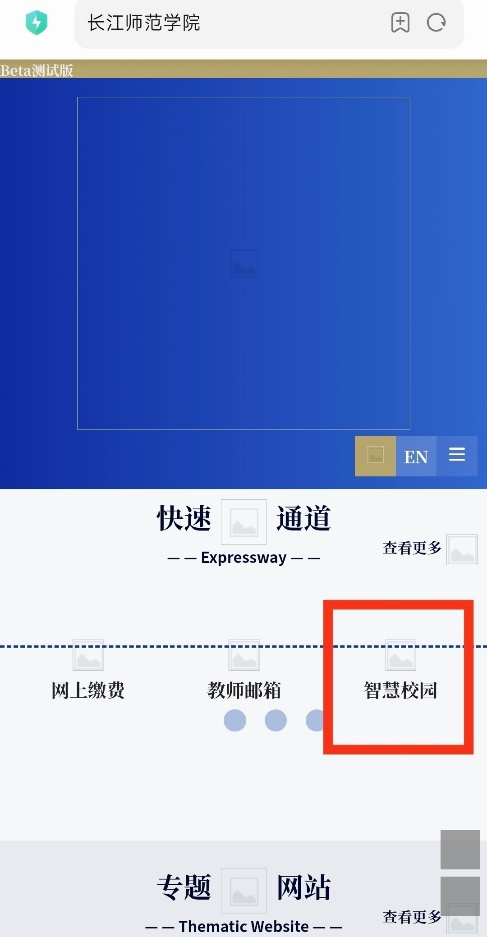 长江师范学院
Beta测试版
EN
快速 通道
—— Expressway ——
查看更多
网上缴费 教师邮箱 智慧校园
专题 网站
—— Thematic Website ——
查看更多